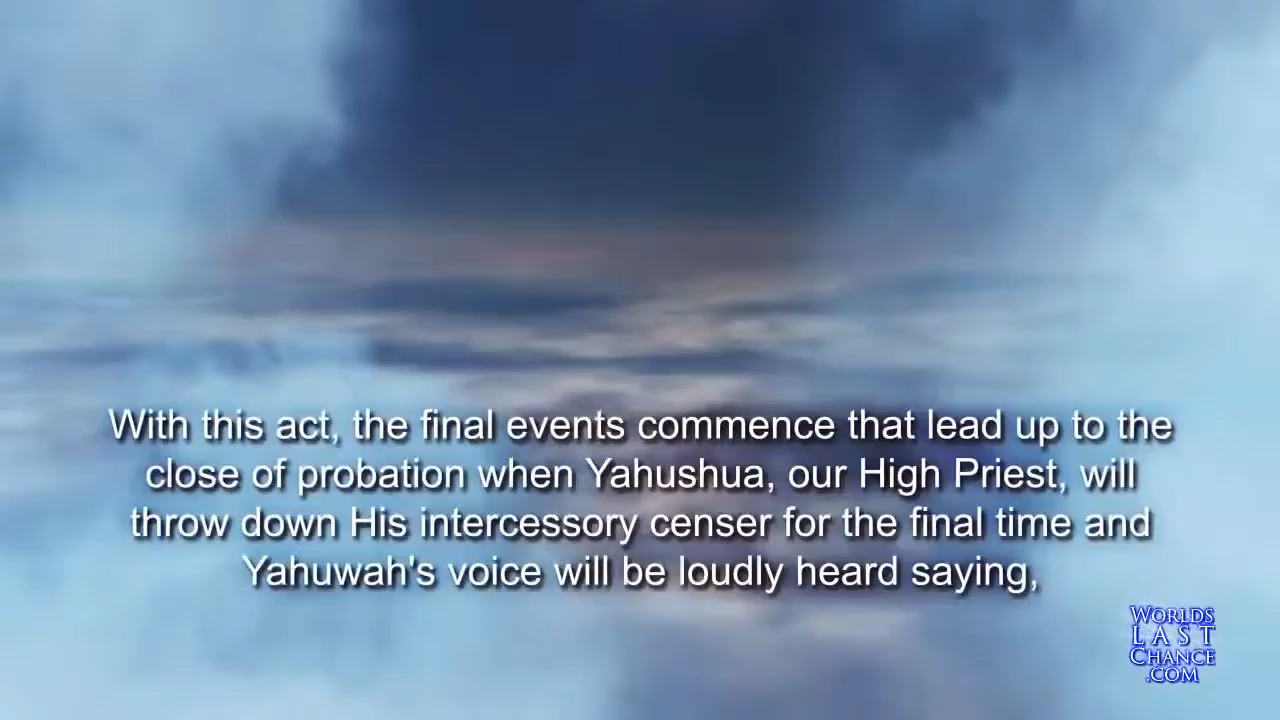 With this act, the final events commence that lead up to the
close of probation when Yahushua, our High Priest, will
throw down His intercessory censer for the final time and
Yahuwah's voice will be loudly heard saying,
WORLDS
LAST
CHANCE
.COM